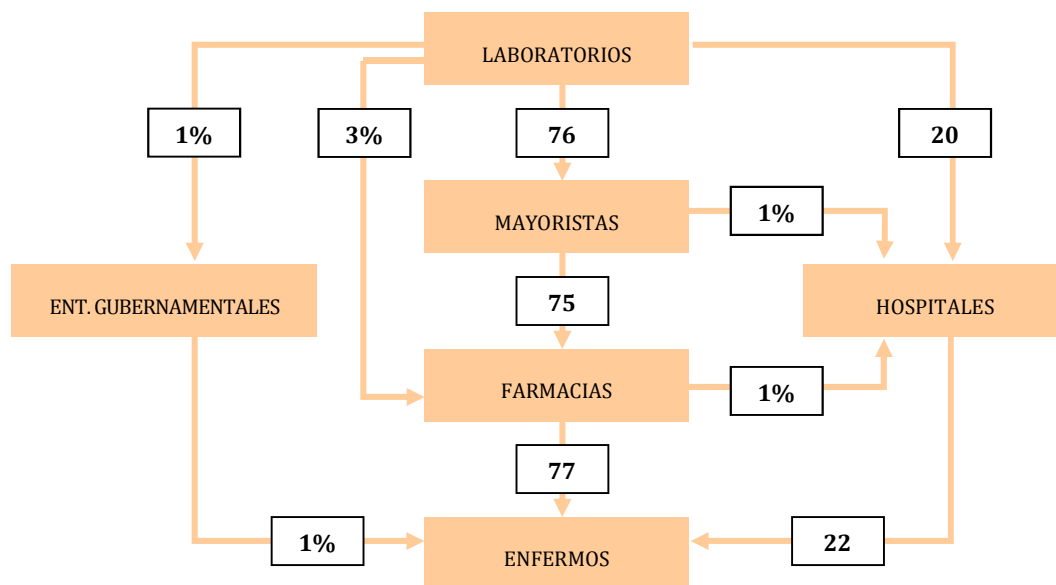 LABORATORIOS
1%
3%
76
20
MAYORISTAS
1%
ENT. GUBERNAMENTALES
75
HOSPITALES
FARMACIAS
1%
77
1%
ENFERMOS
22